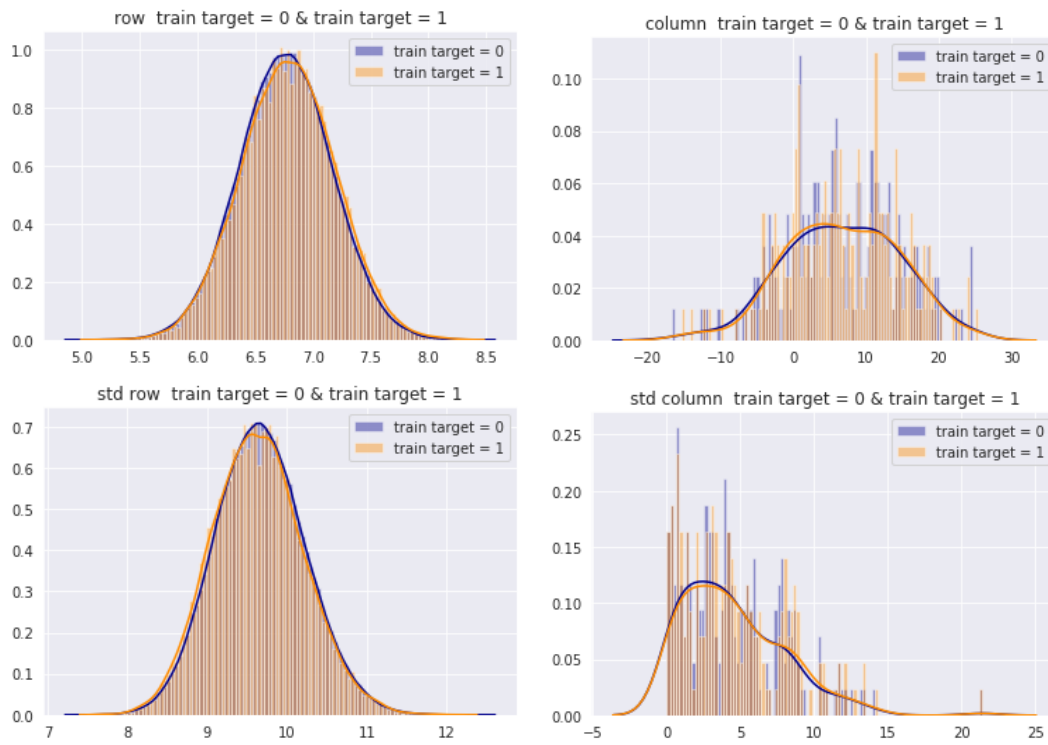 row  train target = 0 & train target = 1
train target = 0
train target = 1
1.0
0.8
0.6
0.4
0.2
0.0
5.0 5.5 6.0 6.5 7.0 7.5 8.0 8.5
column  train target = 0 & train target = 1
train target = 0
train target = 1
0.10
0.08
0.06
0.04
0.02
0.00
−20 −10 0 10 20 30
std row  train target = 0 & train target = 1
train target = 0
train target = 1
0.7
0.6
0.5
0.4
0.3
0.2
0.1
0.0
7 8 9 10 11 12
std column  train target = 0 & train target = 1
train target = 0
train target = 1
0.25
0.20
0.15
0.10
0.05
0.00
−5 0 5 10 15 20 25